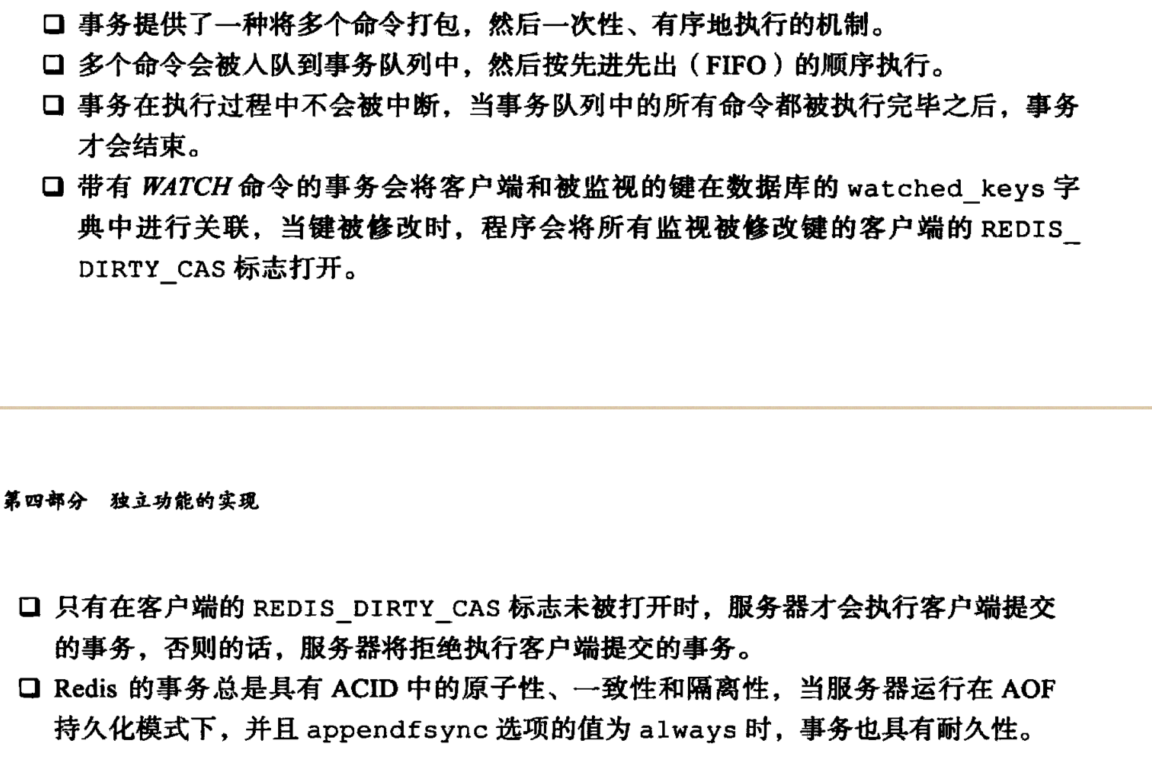 ❑ 事务提供了一种将多个命令打包，然后一次性、有序地执行的机制。
❑ 多个命令会被入队到事务队列中，然后按先进先出（FIFO）的顺序执行。
❑ 事务在执行过程中不会被中断，当事务队列中的所有命令都被执行完毕之后，事务
才会结束。
❑ 带有 WATCH 命令的事务会将客户端和被监视的键在数据库的 watched_keys 字
典中进行关联，当键被修改时，程序会将所有监视被修改键的客户端的 REDIS_
DIRTY_CAS 标志打开。
第四部分 独立功能的实现
❑ 只有在客户端的 REDIS_DIRTY_CAS 标志未被打开时，服务器才会执行客户端提交
的事务，否则的话，服务器将拒绝执行客户端提交的事务。
❑ Redis 的事务总是具有 ACID 中的原子性、一致性和隔离性，当服务器运行在 AOF
持久化模式下，并且 appendfsync 选项的值为 always 时，事务也具有耐久性。